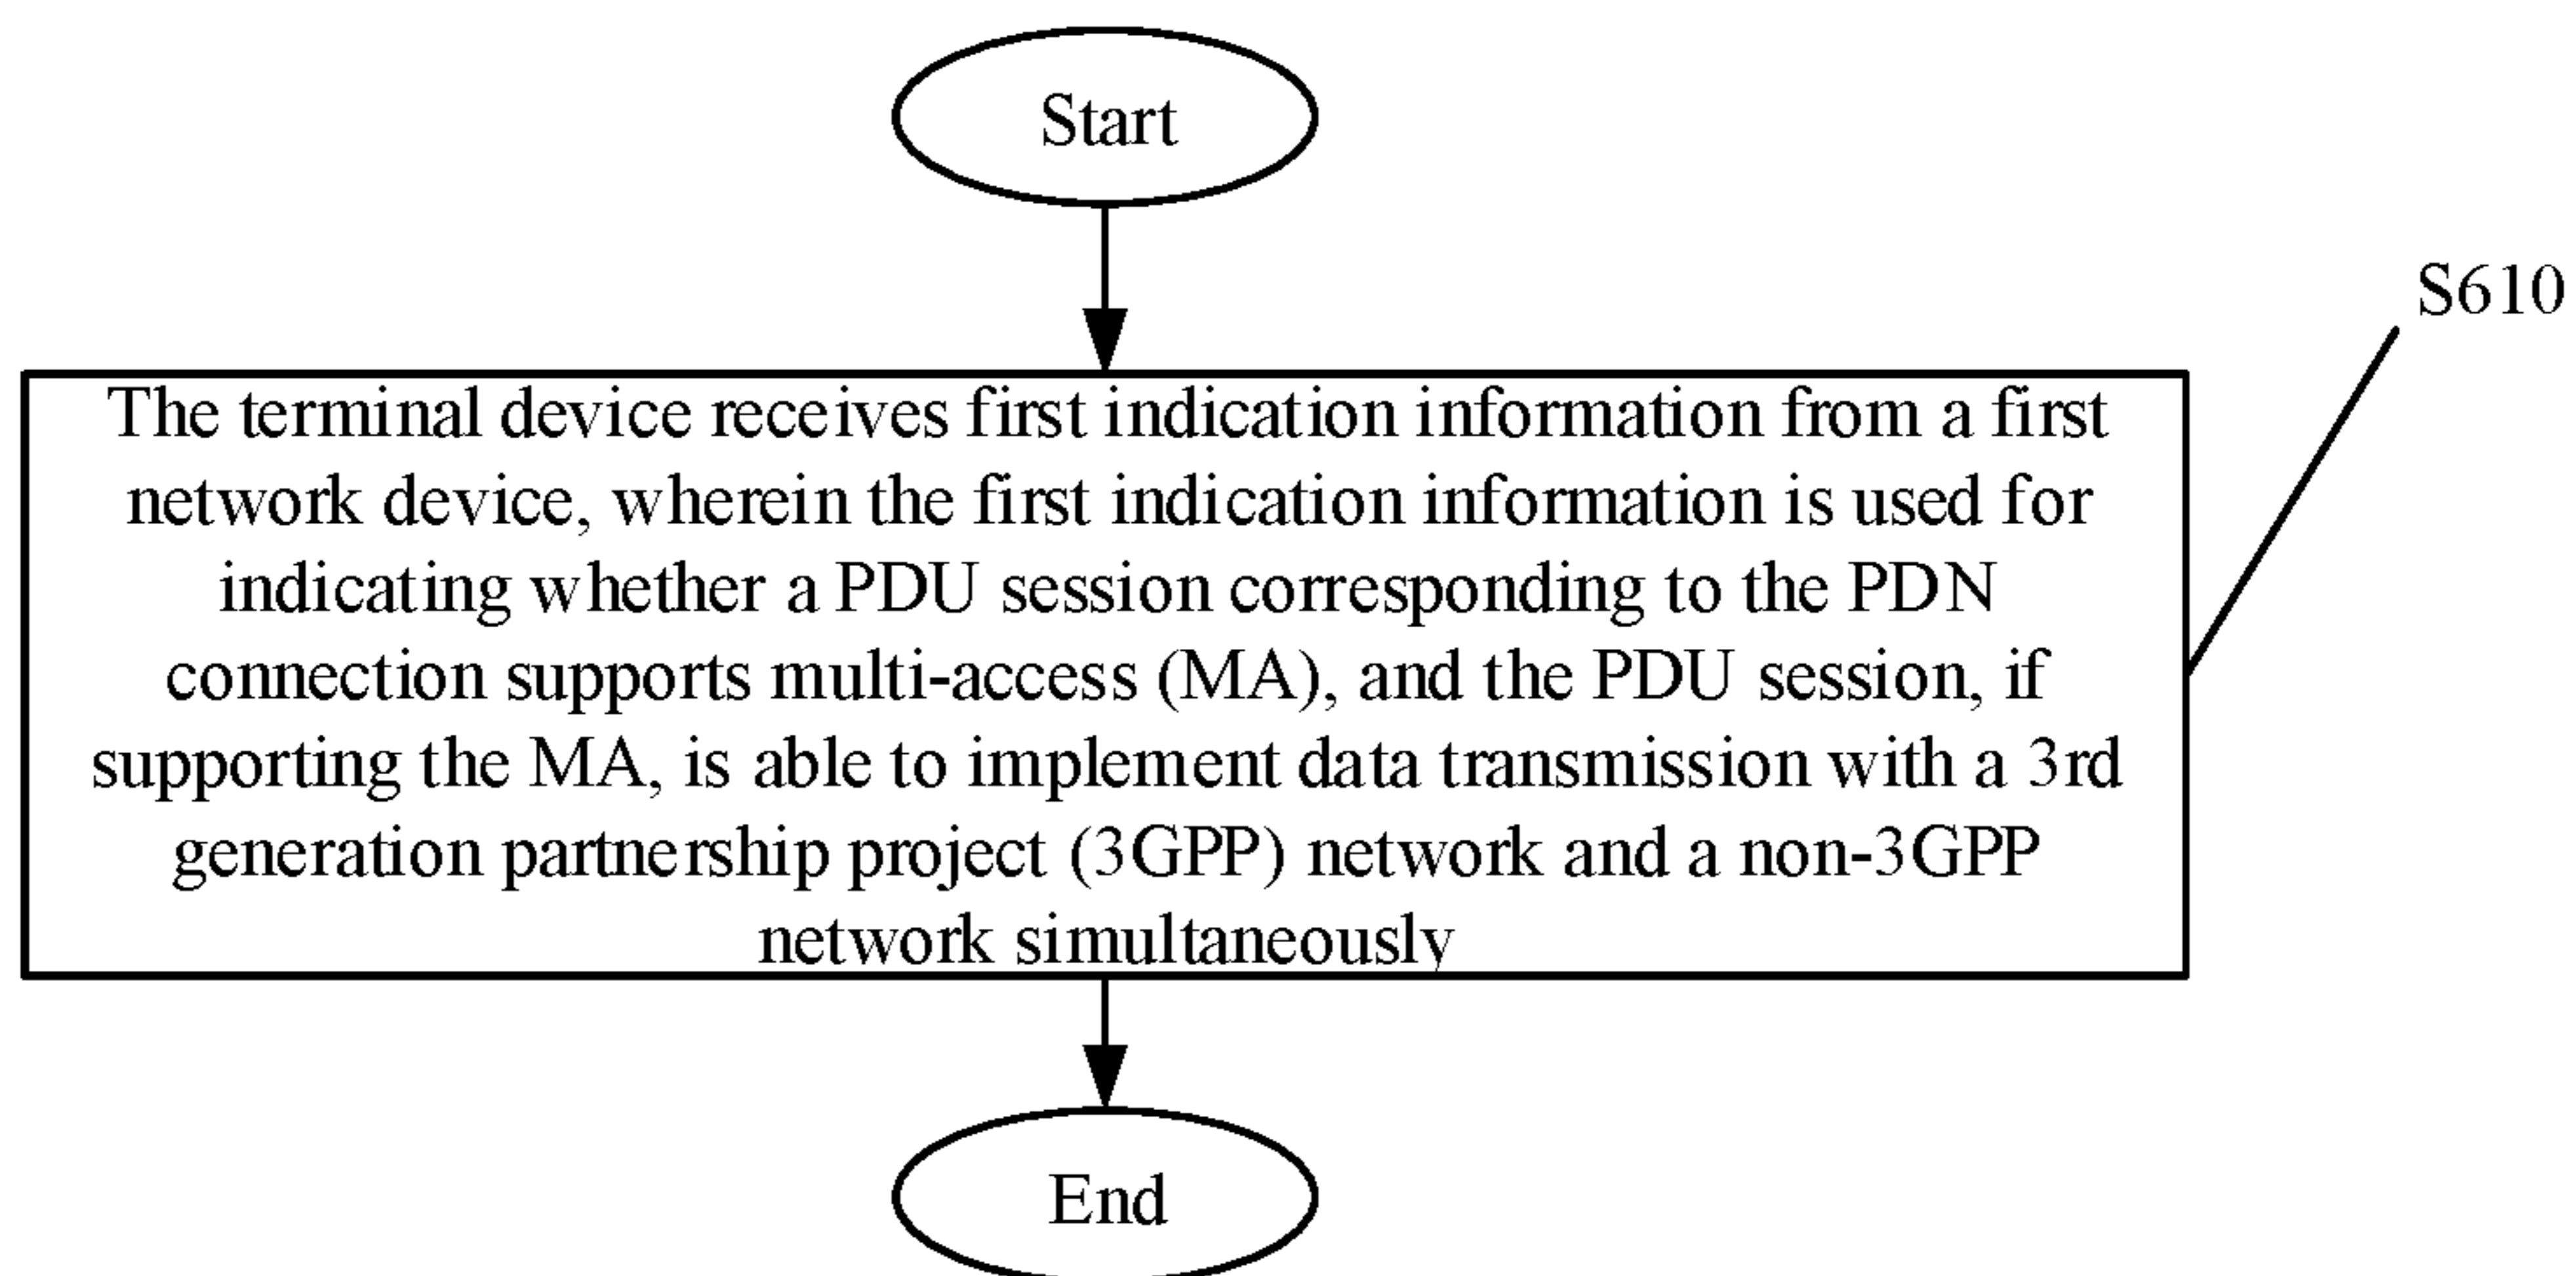 Start
S610
The terminal device receives first indication information from a first
network device, wherein the first indication information is used for
indicating whether a PDU session corresponding to the PDN
connection supports multi-access (MA), and the PDU session, if
supporting the MA, is able to implement data transmission with a 3rd
generation partnership project (3GPP) network and a non-3GPP
network simultaneously
End